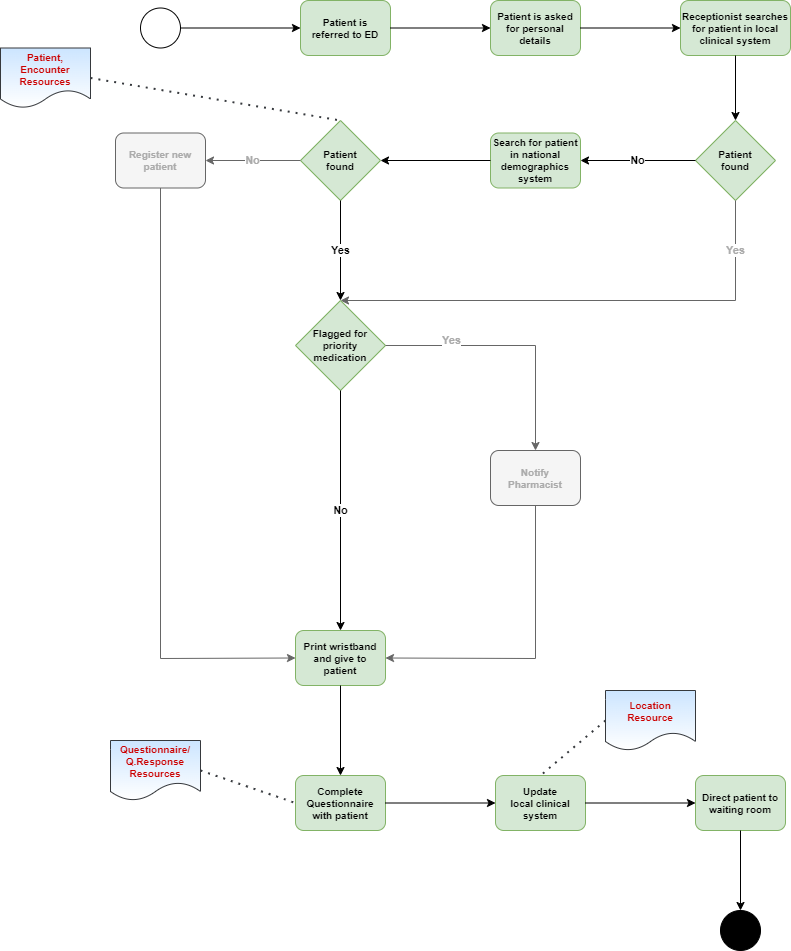 Patient is
referred to ED
Patient is asked
for personal
details
Receptionist searches
for patient in local
clinical system
Patient,
Encounter
Resources
Register new
patient
No
Patient
found
Search for patient
in national
demographics
system
No
Patient
found
Yes
Yes
Flagged for
priority
medication
Yes
Notify
Pharmacist
No
Print wristband
and give to
patient
Location
Resource
Questionnaire/
Q.Response
Resources
Complete
Questionnaire
with patient
Update
local clinical
system
Direct patient to
waiting room